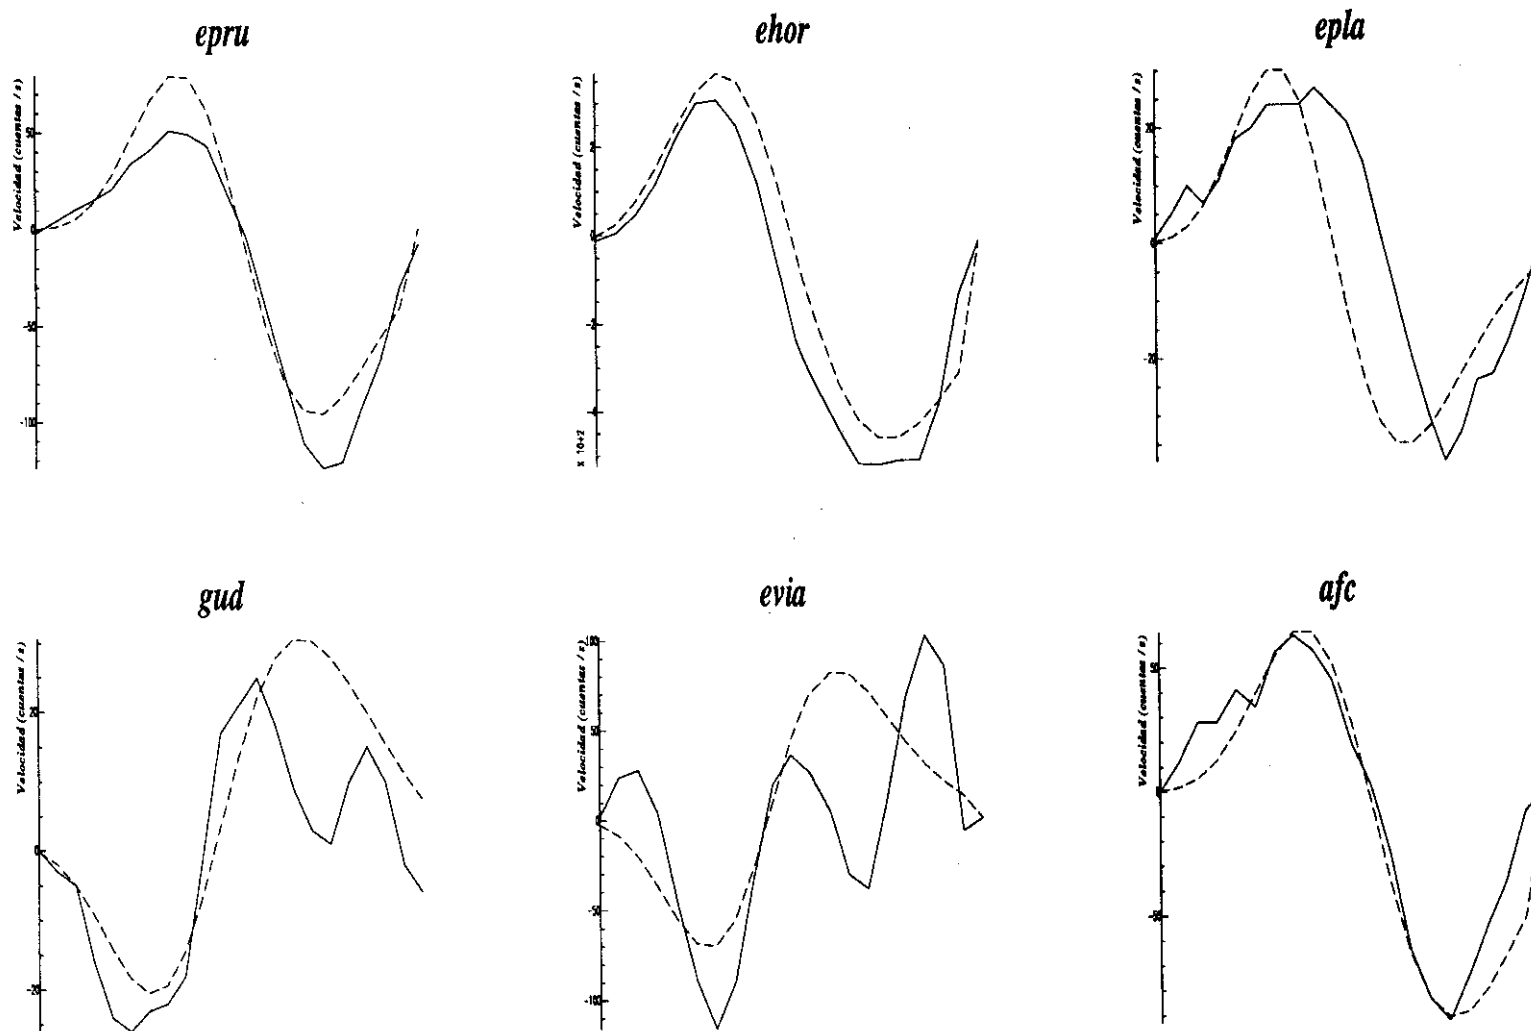 epru
ehor
epla
Velocidad (cuentas / s)
50
0
-50
-100
Velocidad (cuentas / s)
2
0
-2
-4
x 10+2
Velocidad (cuentas / s)
20
0
-20
gud
evia
afc
Velocidad (cuentas / s)
20
0
-20
Velocidad (cuentas / s)
100
50
0
-50
-100
Velocidad (cuentas / s)
50
0
-50